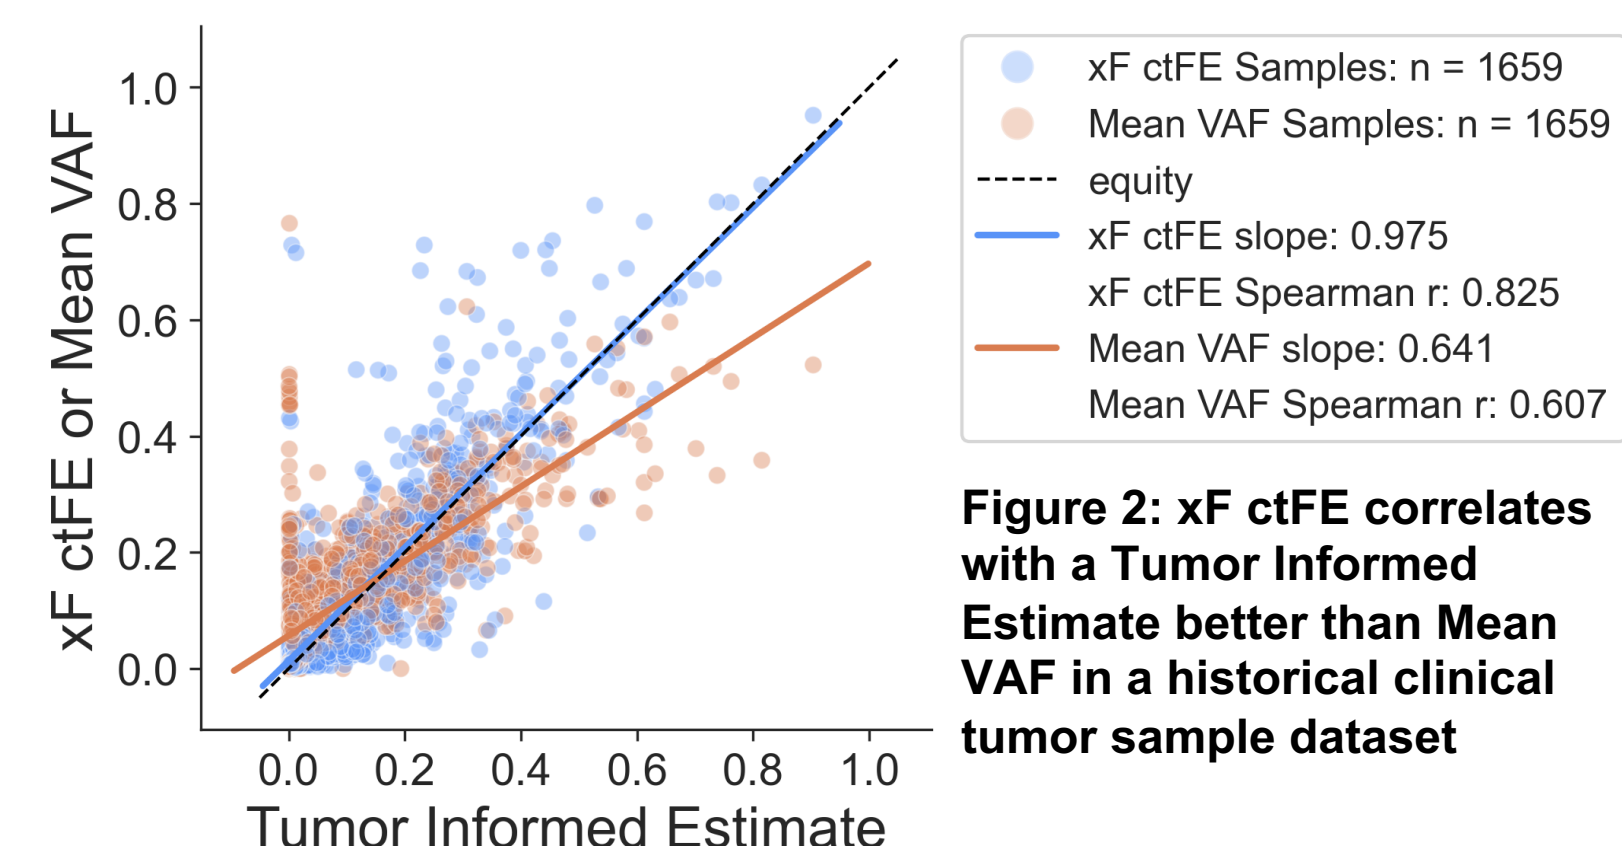 xF ctFE or Mean VAF
1.0
0.8
0.6
0.4
0.2
0.0
0.0 0.2 0.4 0.6 0.8 1.0
Tumor Informed Estimate
xF ctFE Samples: n = 1659
Mean VAF Samples: n = 1659
equity
xF ctFE slope: 0.975
xF ctFE Spearman r: 0.825
Mean VAF slope: 0.641
Mean VAF Spearman r: 0.607
Figure 2: xF ctFE correlates
with a Tumor Informed
Estimate better than Mean
VAF in a historical clinical
tumor sample dataset